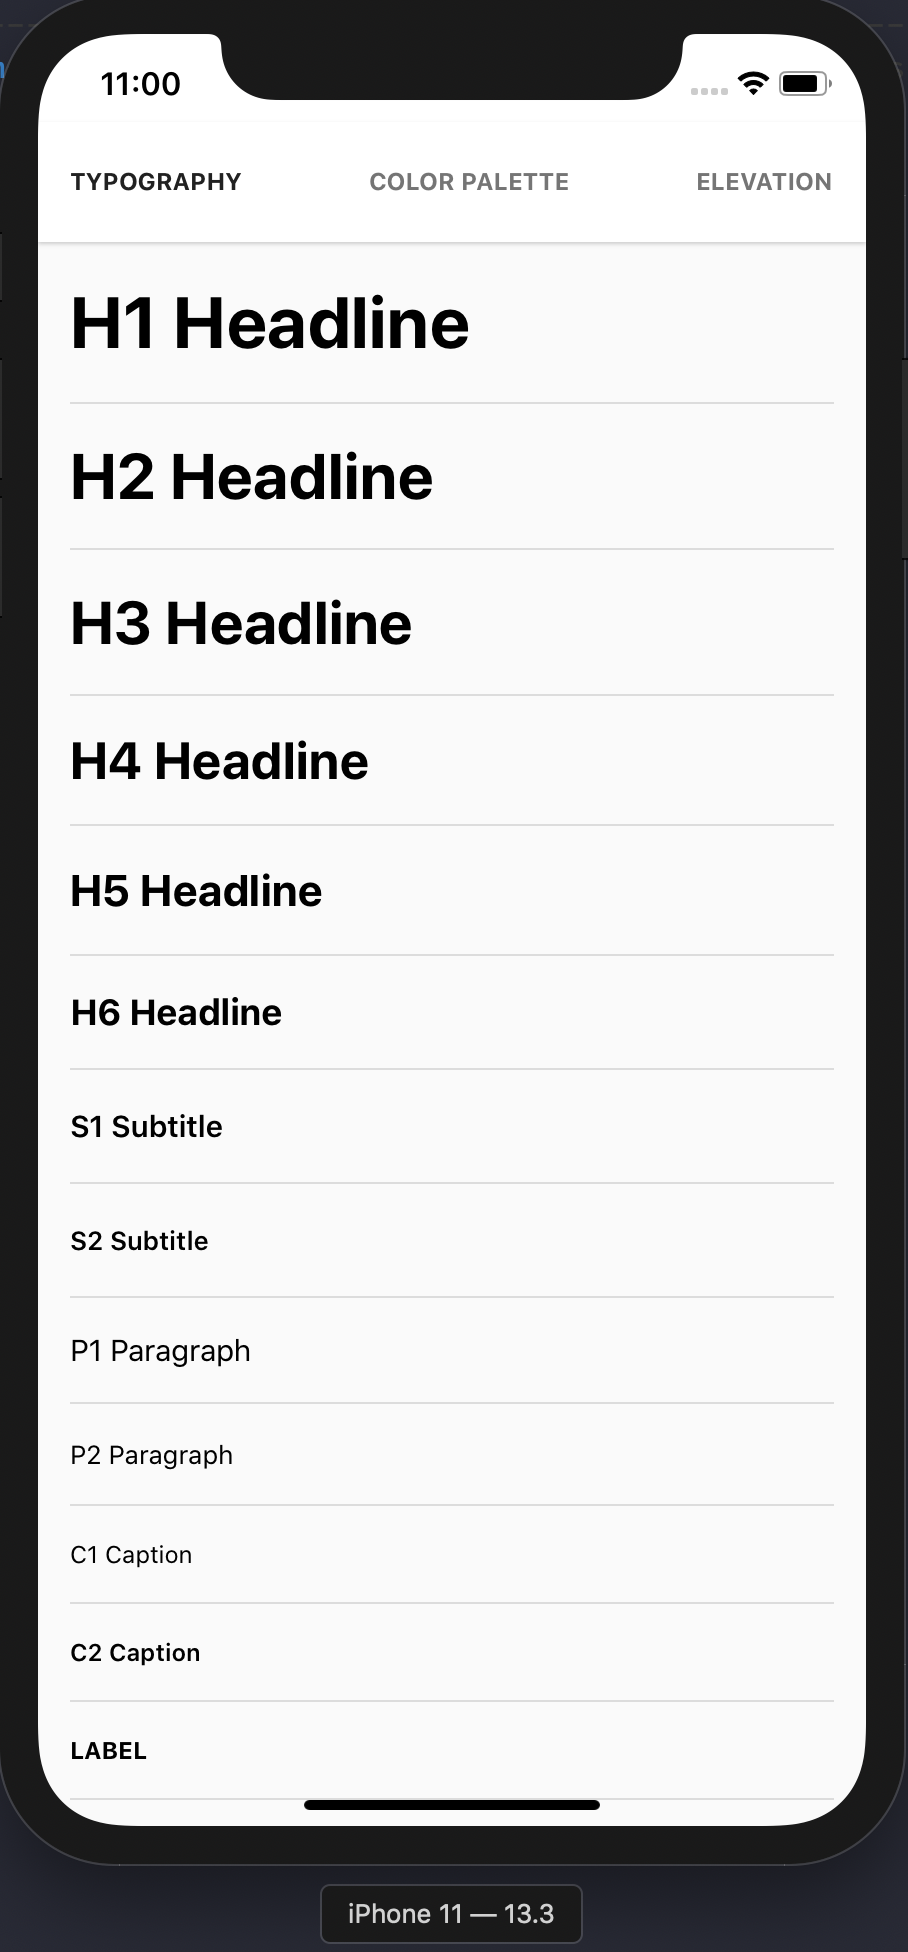 11:00
TYPOGRAPHY COLOR PALETTE ELEVATION
H1 Headline
H2 Headline
H3 Headline
H4 Headline
H5 Headline
H6 Headline
S1 Subtitle
S2 Subtitle
P1 Paragraph
P2 Paragraph
C1 Caption
C2 Caption
LABEL
iPhone 11 — 13.3